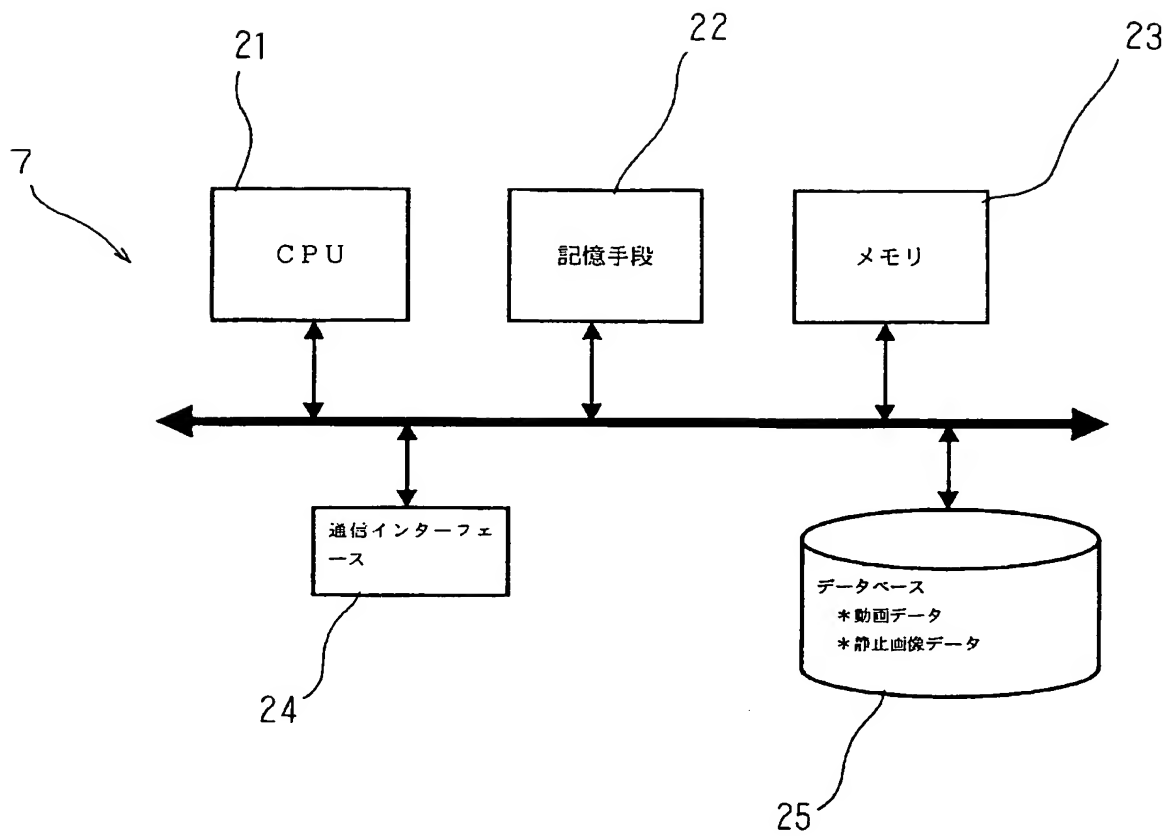 21
22
23
7
ＣＰＵ
記憶手段
メモリ
通信インターフェ
ース
データベース
＊動画データ
＊静止画像データ
24
25